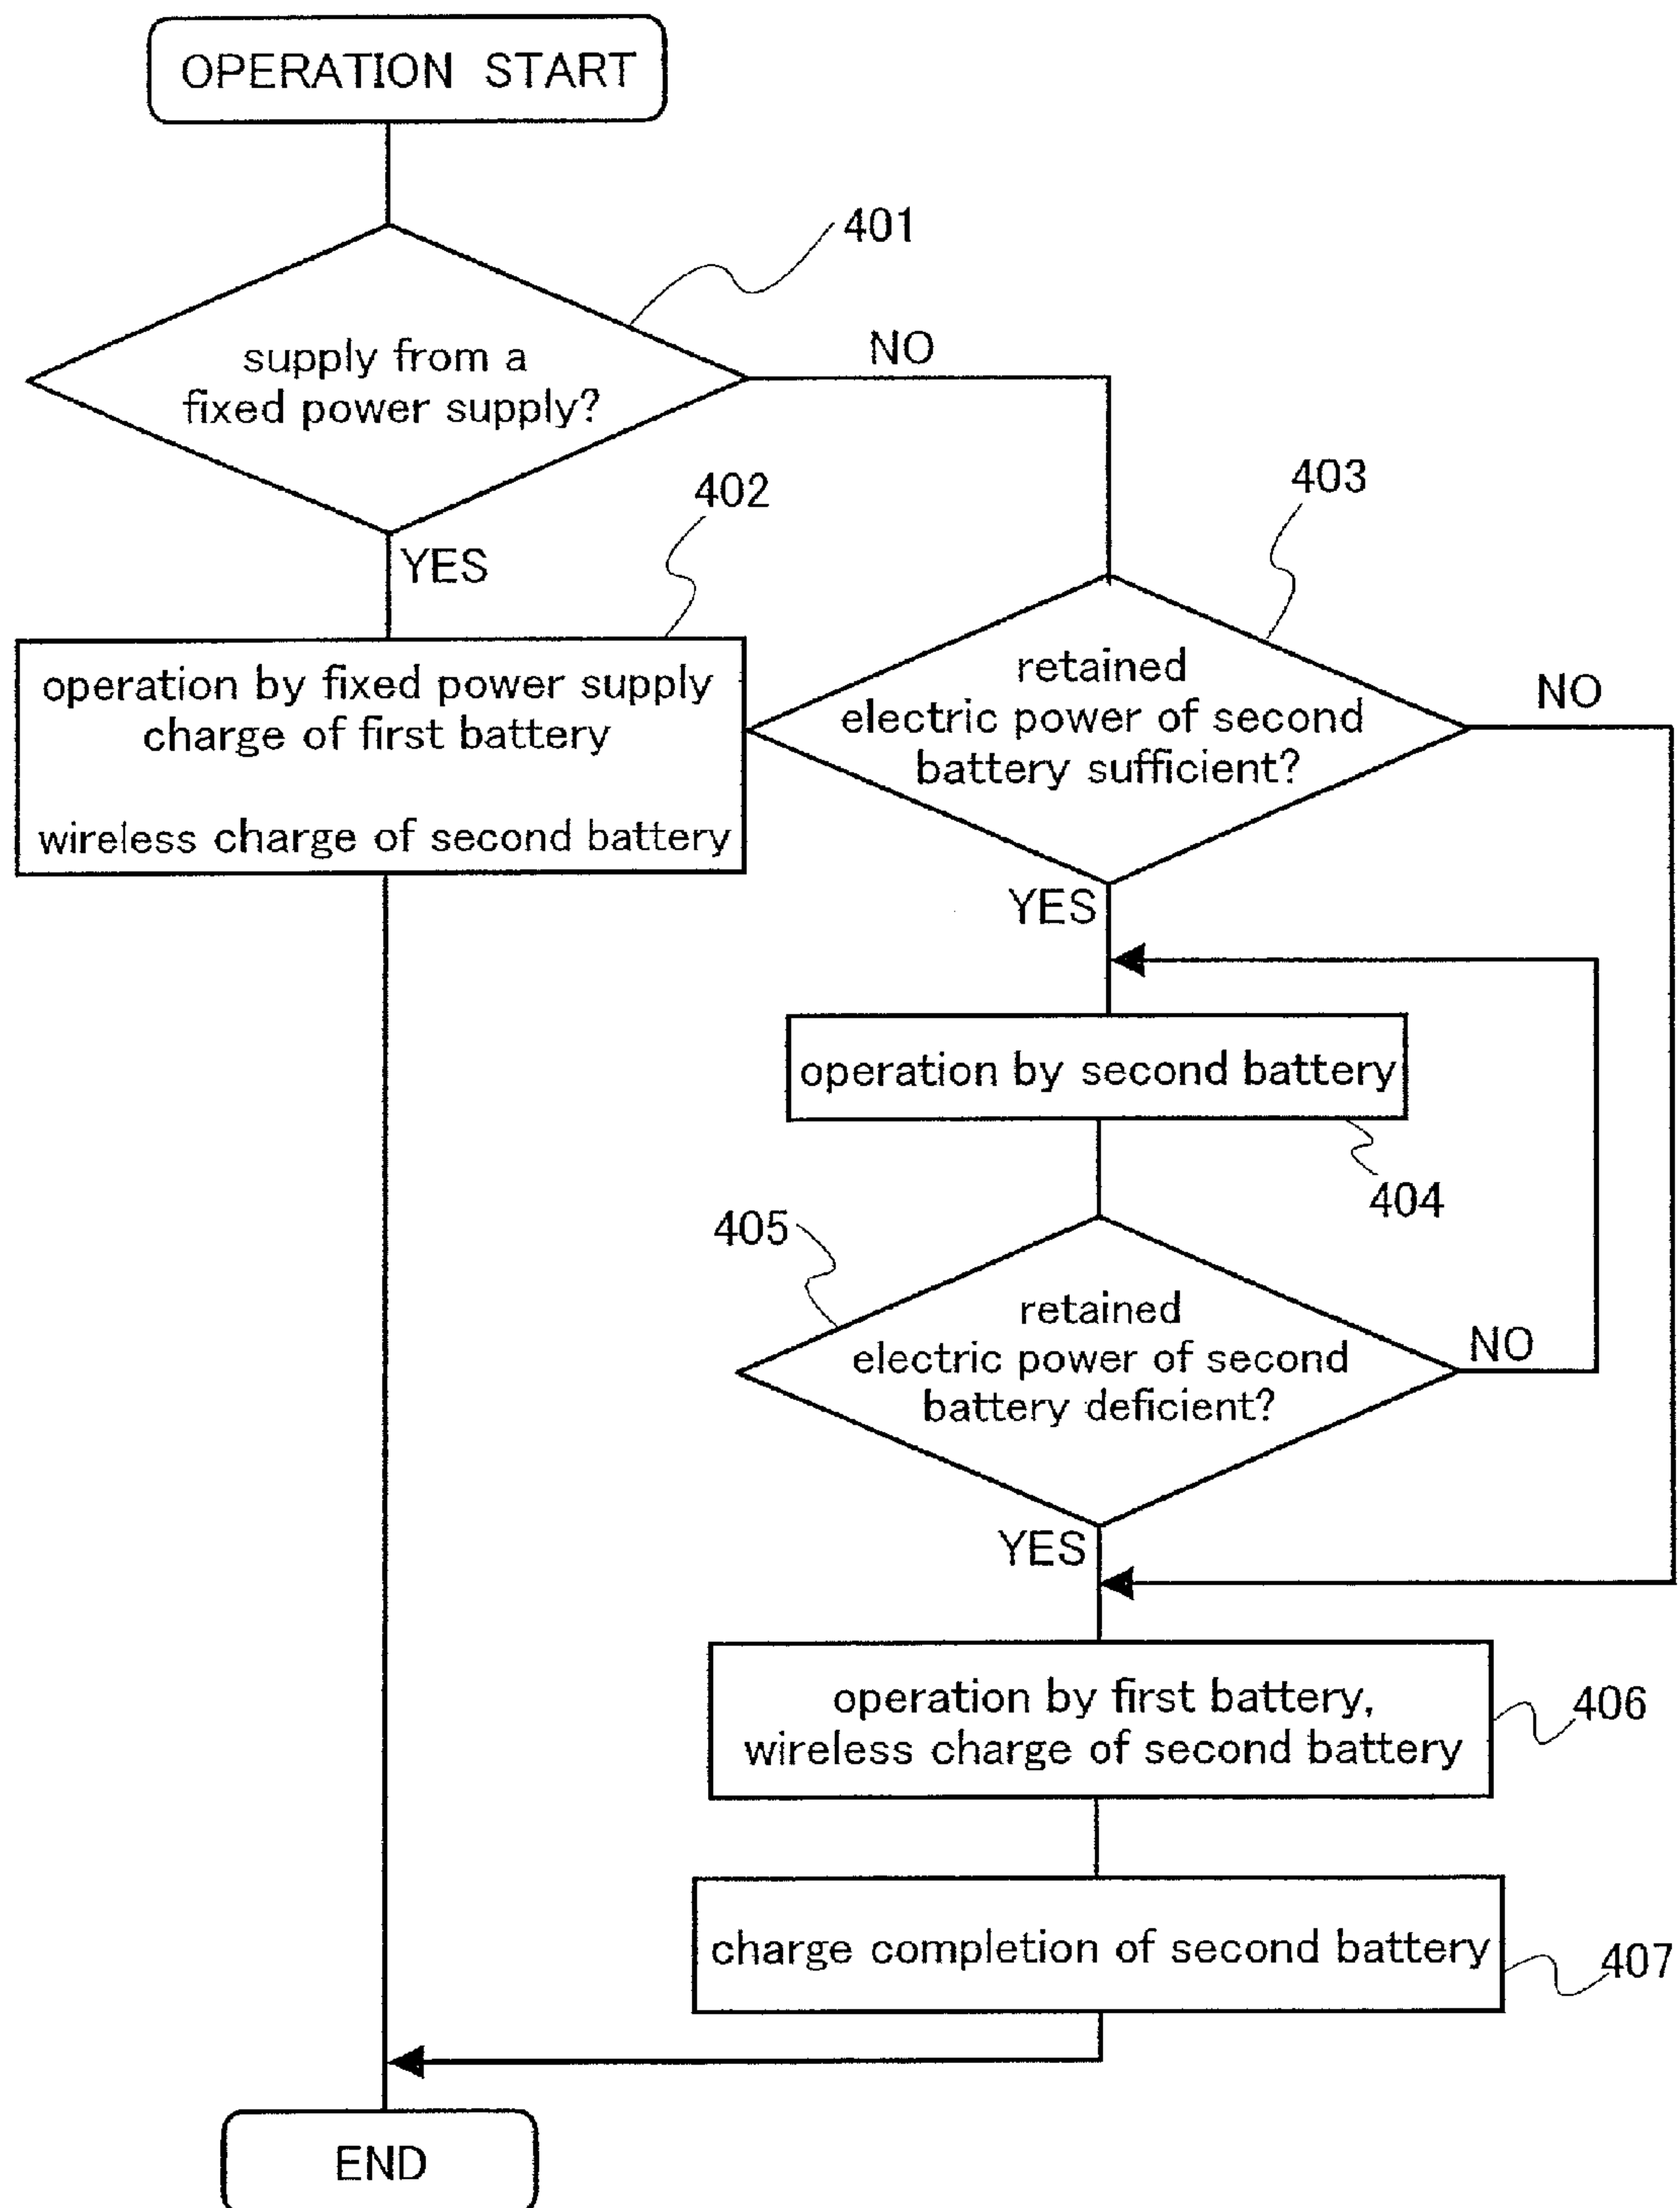 OPERATION START
401
supply from a
fixed power supply?
NO
YES
402
operation by fixed power supply
charge of first battery
wireless charge of second battery
403
retained
electric power of second
battery sufficient?
NO
YES
operation by second battery
404
405
retained
electric power of second
battery deficient?
NO
YES
operation by first battery,
wireless charge of second battery
406
charge completion of second battery
407
END